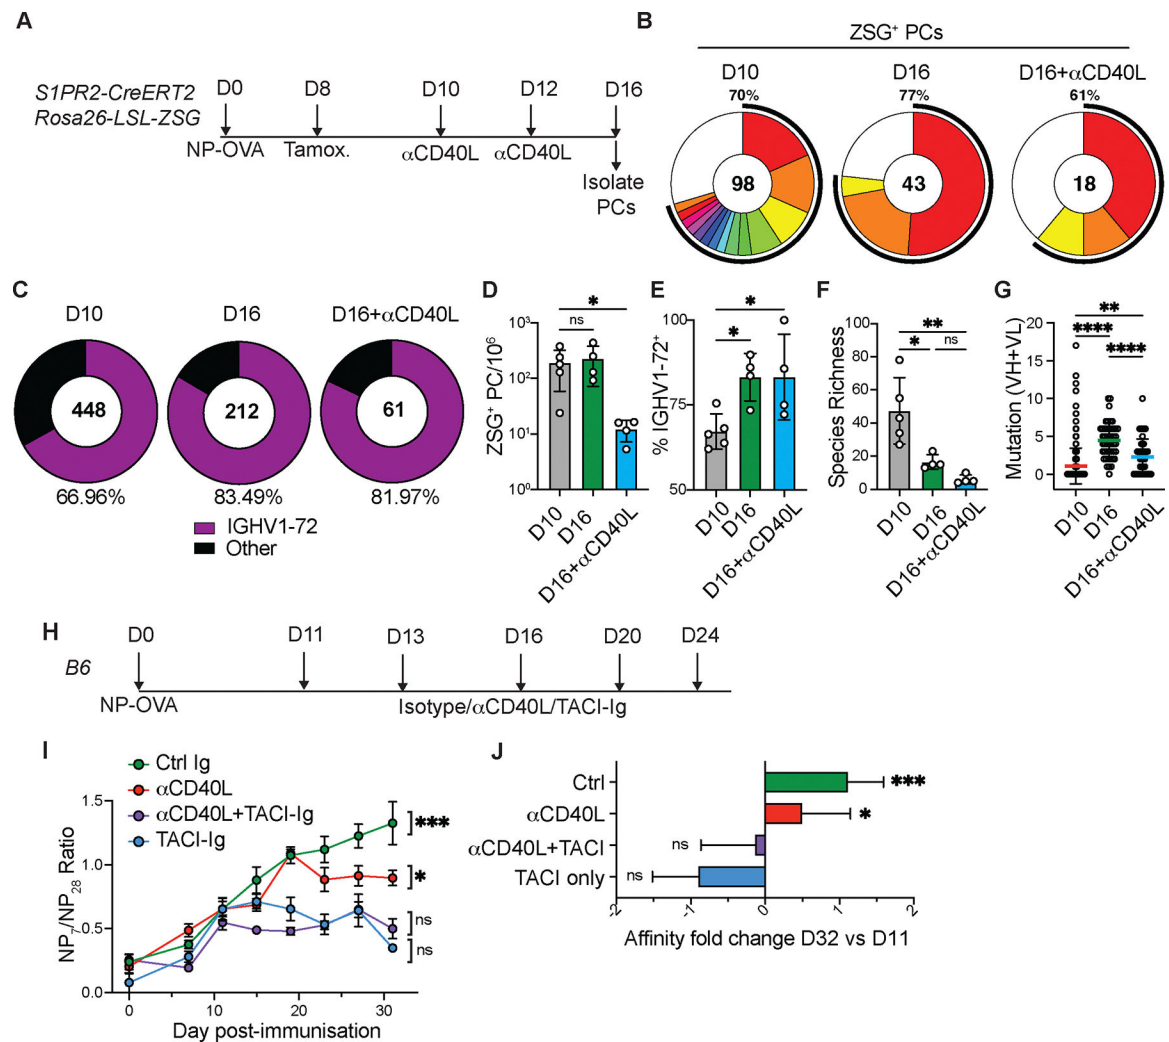 A
S1PR2-CreERT2
Rosa26-LSL-ZSG
D0 D8 D10 D12 D16
NP-OVA Tamox. αCD40L αCD40L
Isolate
PCs
B
ZSG⁺ PCs
D10 D16 D16+αCD40L
70% 77% 61%
98 43 18
C
D10 D16 D16+αCD40L
448 212 61
66.96% 83.49% 81.97%
IGHV1-72
Other
D
ZSG⁺ PC/10⁶
10³
10²
10¹
10⁰
*
ns
D10
D16
D16+αCD40L
E
% IGHV1-72⁺
100
75
50
*
*
D10
D16
D16+αCD40L
F
Species Richness
100
80
60
40
20
0
**
* ns
D10
D16
D16+αCD40L
G
Mutation (VH+VL)
20
15
10
5
0
**
****
****
D10
D16
D16+αCD40L
H
B6
D0 D11 D13 D16 D20 D24
NP-OVA Isotype/αCD40L/TACI-Ig
I
Ctrl Ig
αCD40L
αCD40L+TACI-Ig
TACI-Ig
NP₇/NP₂₈ Ratio
1.5
1.0
0.5
0.0
0 10 20 30
Day post-immunisation
***
*
ns
ns
J
Ctrl ***
αCD40L *
αCD40L+TACI ns
TACI only ns
-2 -1 0 1 2
Affinity fold change D32 vs D11